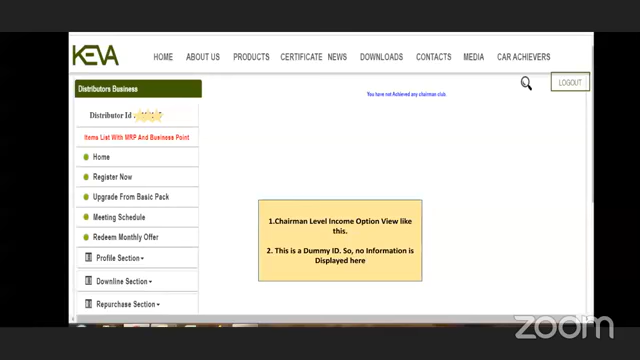 KEVA
HOME ABOUT US PRODUCTS CERTIFICATE NEWS DOWNLOADS CONTACTS MEDIA CAR ACHIEVERS
LOGOUT
Distributors Business
You have not Achieved any chairman club.
Distributor Id :
Items List With MRP And Business Point
Home
Register Now
Upgrade From Basic Pack
Meeting Schedule
Redeem Monthly Offer
Profile Section
Downline Section
Repurchase Section
1.Chairman Level Income Option View like
this.
2. This is a Dummy ID. So, no Information is
Displayed here
zoom